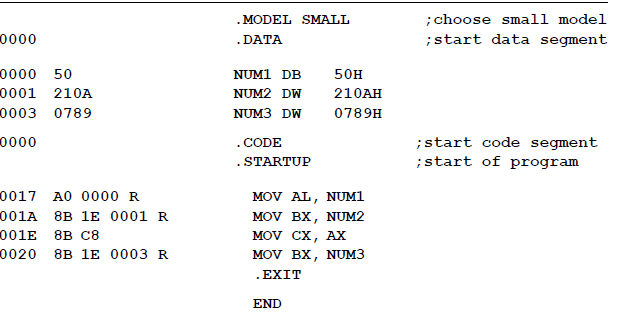 .MODEL SMALL ;choose small model
0000 .DATA ;start data segment
0000 50 NUM1 DB 50H
0001 210A NUM2 DW 210AH
0003 0789 NUM3 DW 0789H
0000 .CODE ;start code segment
.STARTUP ;start of program
0017 A0 0000 R MOV AL, NUM1
001A 8B 1E 0001 R MOV BX, NUM2
001E 8B C8 MOV CX, AX
0020 8B 1E 0003 R MOV BX, NUM3
.EXIT
END